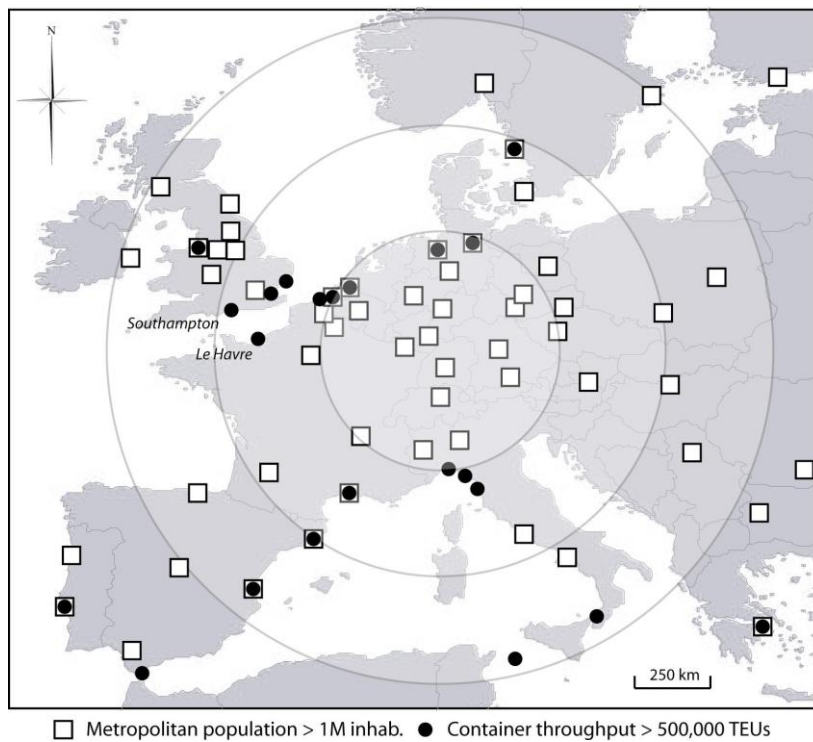 N
Southampton
Le Havre
250 km
Metropolitan population > 1M inhab.
Container throughput > 500,000 TEUs